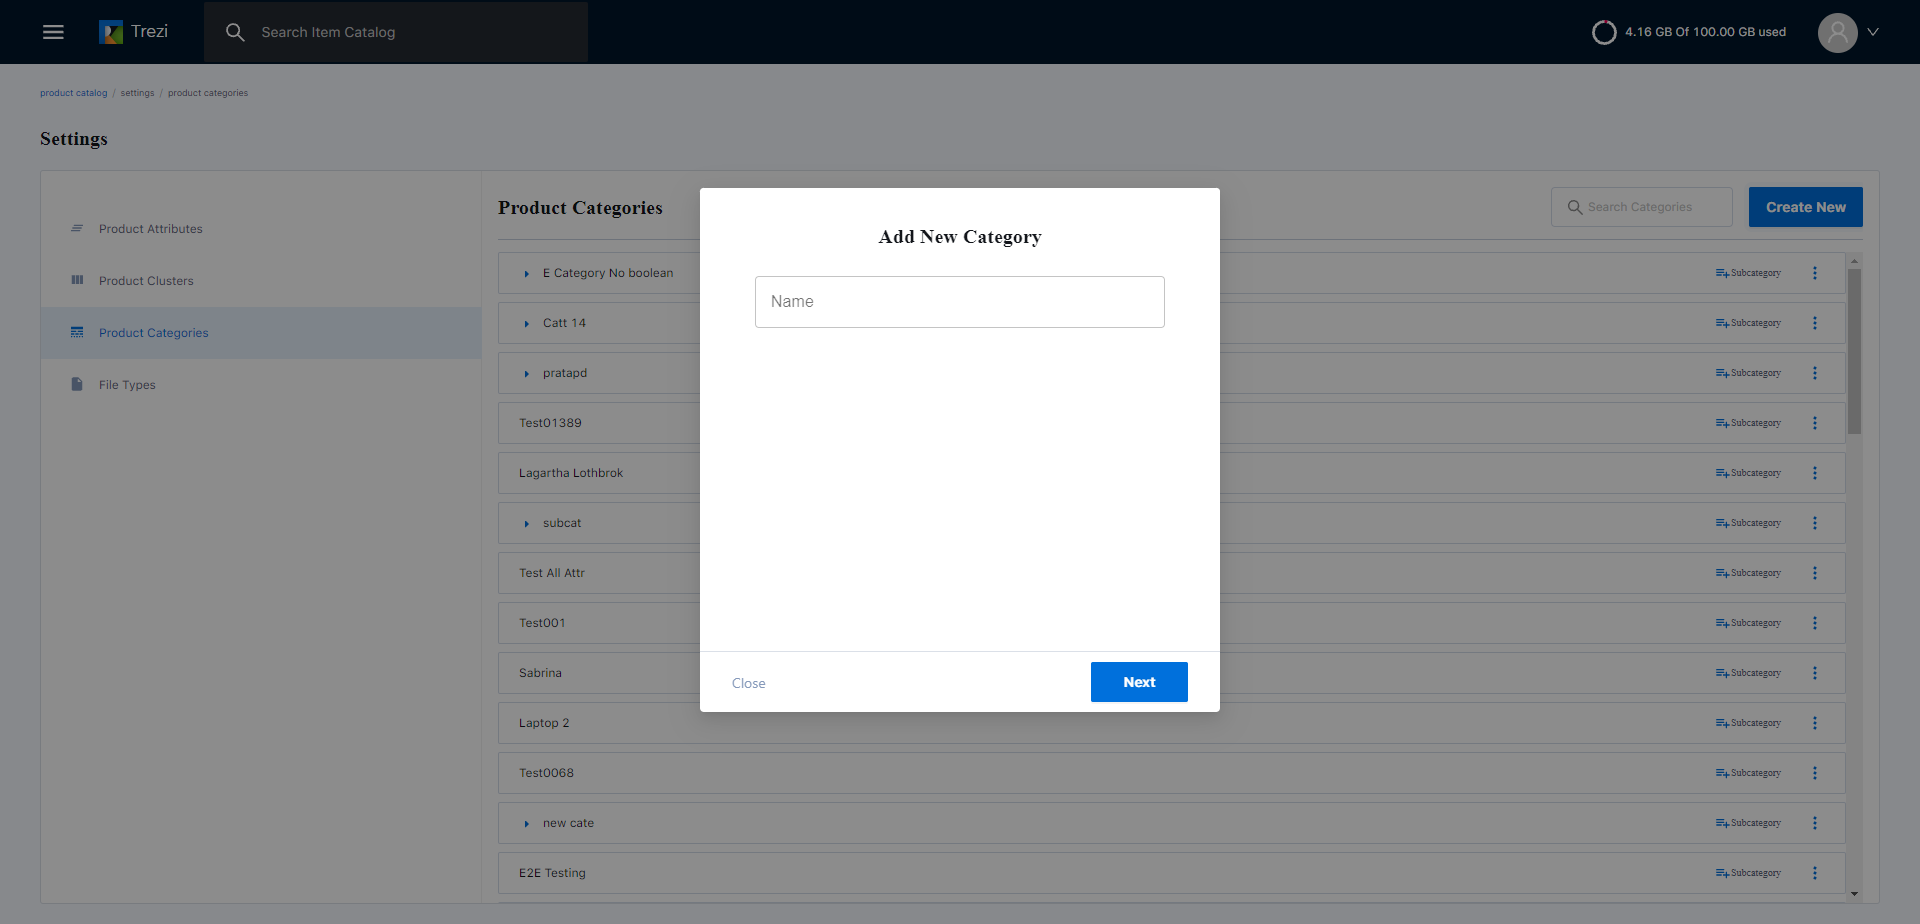 Trezi
Search Item Catalog
4.16 GB Of 100.00 GB used
product catalog / settings / product categories
Settings
Product Attributes
Product Clusters
Product Categories
File Types
Product Categories
Search Categories
Create New
E Category No boolean
Subcategory
Catt 14
Subcategory
pratapd
Subcategory
Test01389
Subcategory
Lagartha Lothbrok
Subcategory
subcat
Subcategory
Test All Attr
Subcategory
Test001
Subcategory
Sabrina
Subcategory
Laptop 2
Subcategory
Test0068
Subcategory
new cate
Subcategory
E2E Testing
Subcategory
Add New Category
Name
Close
Next